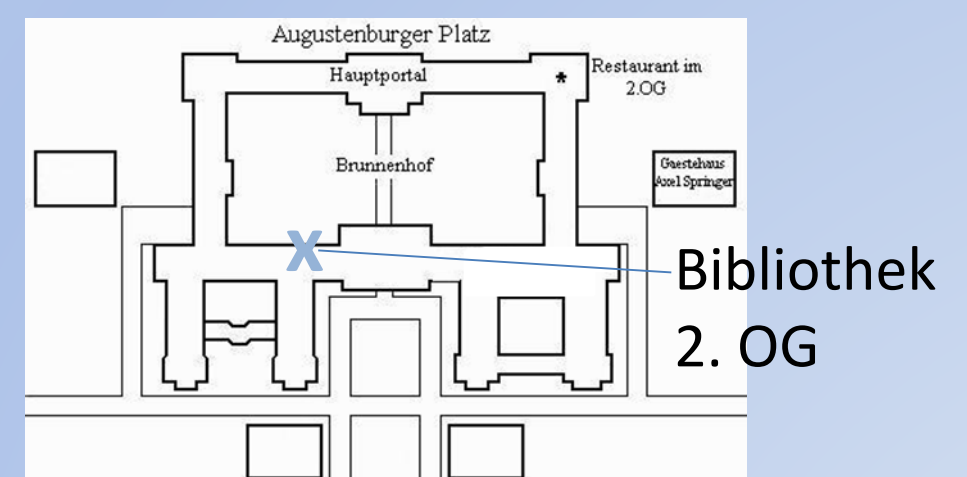 Augustenburger Platz
Hauptportal
*
Restaurant im
2.OG
Brunnenhof
Gaestehaus
Axel Springer
X
Bibliothek
2. OG